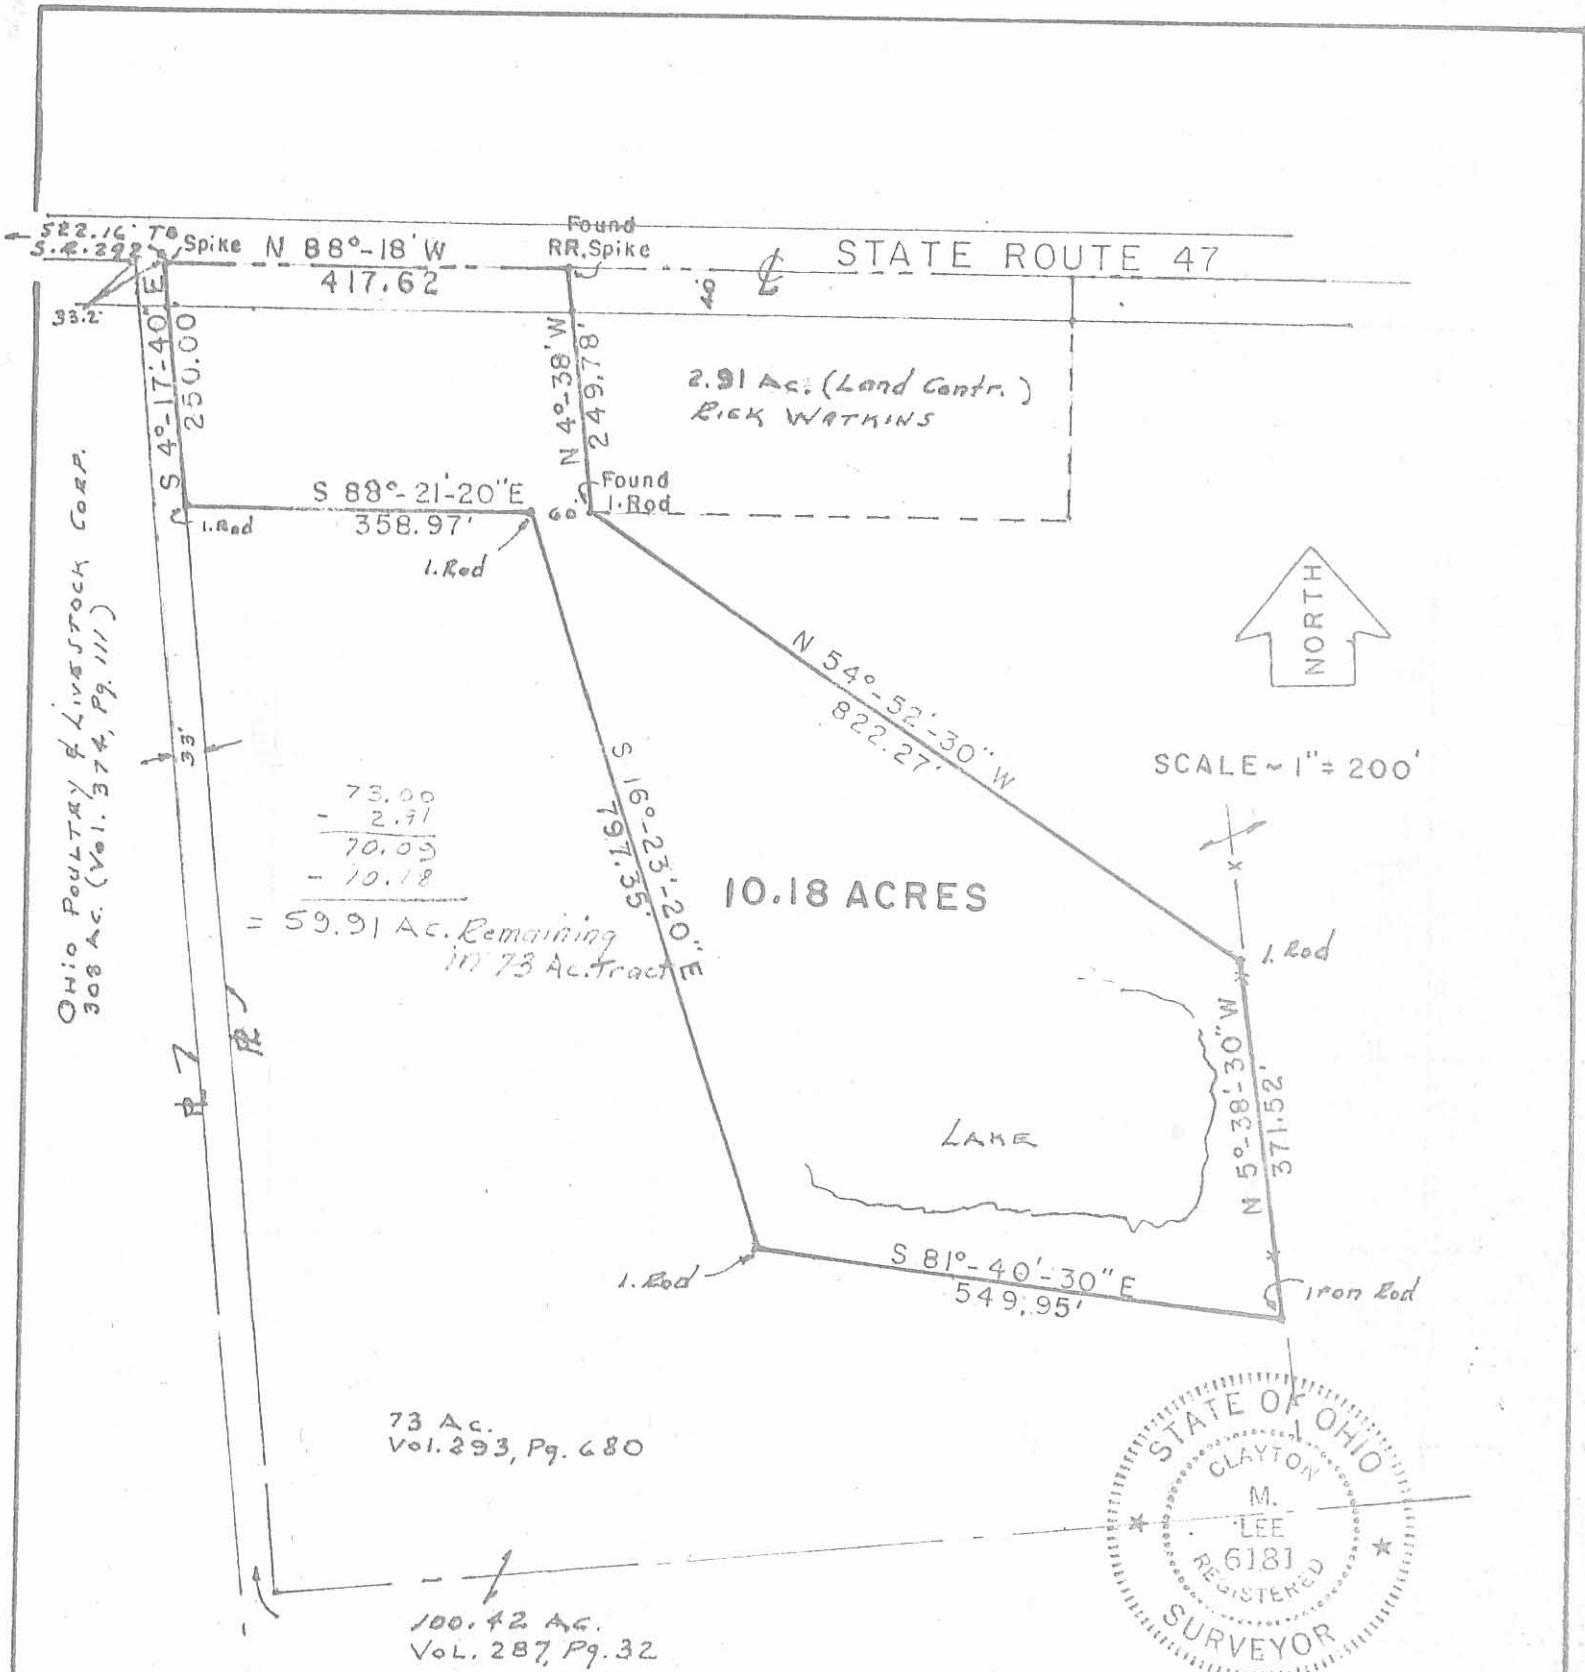 522.16' TO
S.R. 292
Spike
N 88°-18' W
417.62
Found
RR. Spike
40'
℄
STATE ROUTE 47
33.2
S 4°-17'-40" E
250.00
N 4°-38' W
249.78'
2.91 Ac. (Land Contr.)
RICK WATKINS
S 88°-21'-20" E
358.97'
60'
Found
I. Rod
I. Rod
I. Rod
OHIO POULTRY & LIVESTOCK CORP.
308 Ac. (Vol. 374, Pg. 111)
33'
N 54°-52'-30" W
822.27'
NORTH
SCALE ~ 1" = 200'
73.00
- 2.91
70.09
- 10.18
= 59.91 Ac. Remaining
in 73 Ac. Tract
S 16°-23'-20" E
797.35'
10.18 ACRES
I. Rod
N 5°-38'-30" W
371.52'
PL
PL
LAKE
I. Rod
S 81°-40'-30" E
549.95'
Iron Rod
73 Ac.
Vol. 293, Pg. 680
100.42 Ac.
VOL. 287, Pg. 32
STATE OF OHIO
CLAYTON
M.
LEE
6181
REGISTERED
SURVEYOR